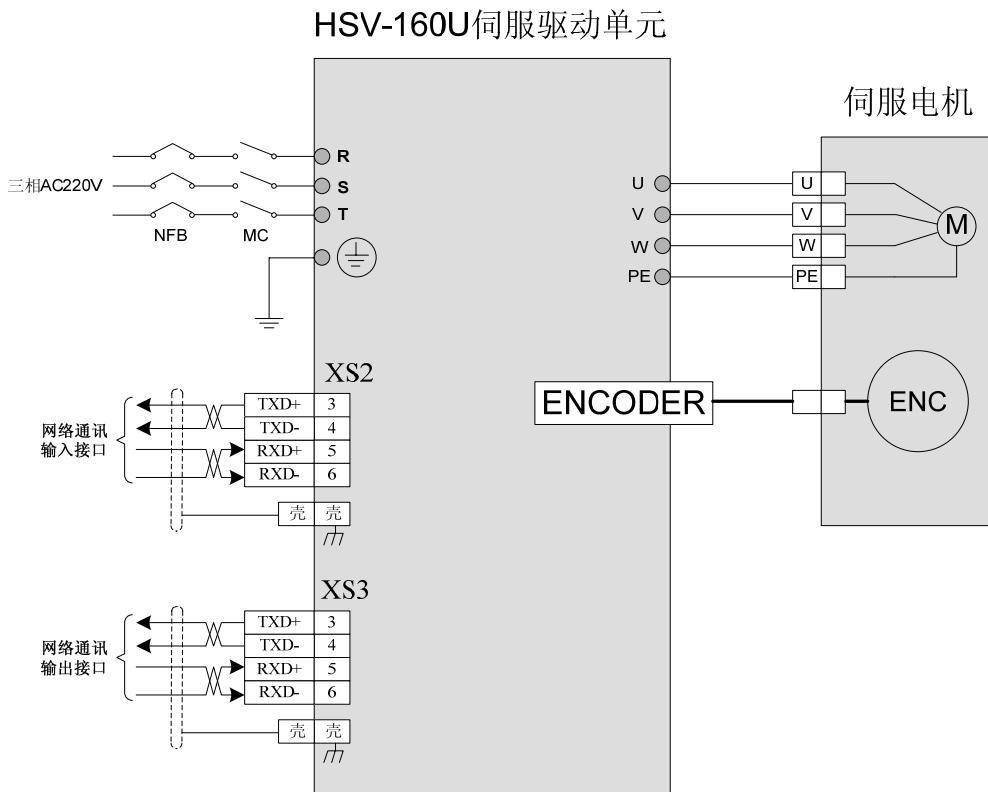 HSV-160U伺服驱动单元
伺服电机
三相AC220V
R
S
T
NFB
MC
U
V
W
PE
U
V
W
PE
M
XS2
网络通讯
输入接口
TXD+ 3
TXD- 4
RXD+ 5
RXD- 6
壳 壳
ENCODER
ENC
XS3
网络通讯
输出接口
TXD+ 3
TXD- 4
RXD+ 5
RXD- 6
壳 壳